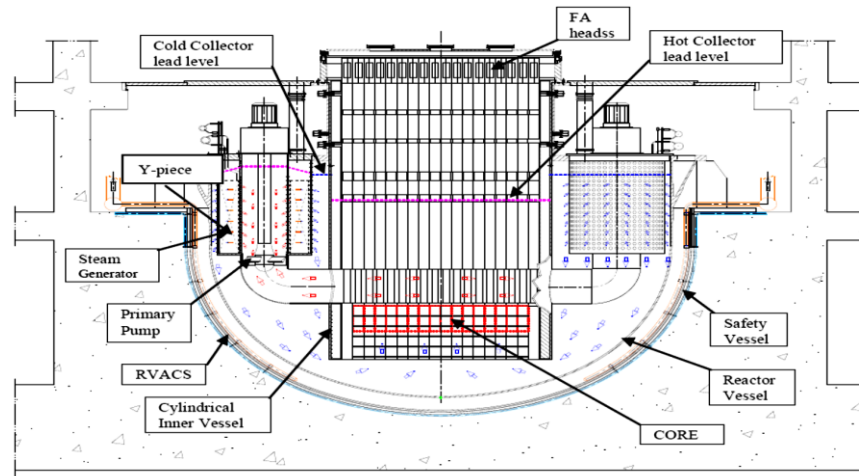 FA
headss
Cold Collector
lead level
Hot Collector
lead level
Y-piece
Steam
Generator
Primary
Pump
RVACS
Cylindrical
Inner Vessel
Safety
Vessel
Reactor
Vessel
CORE